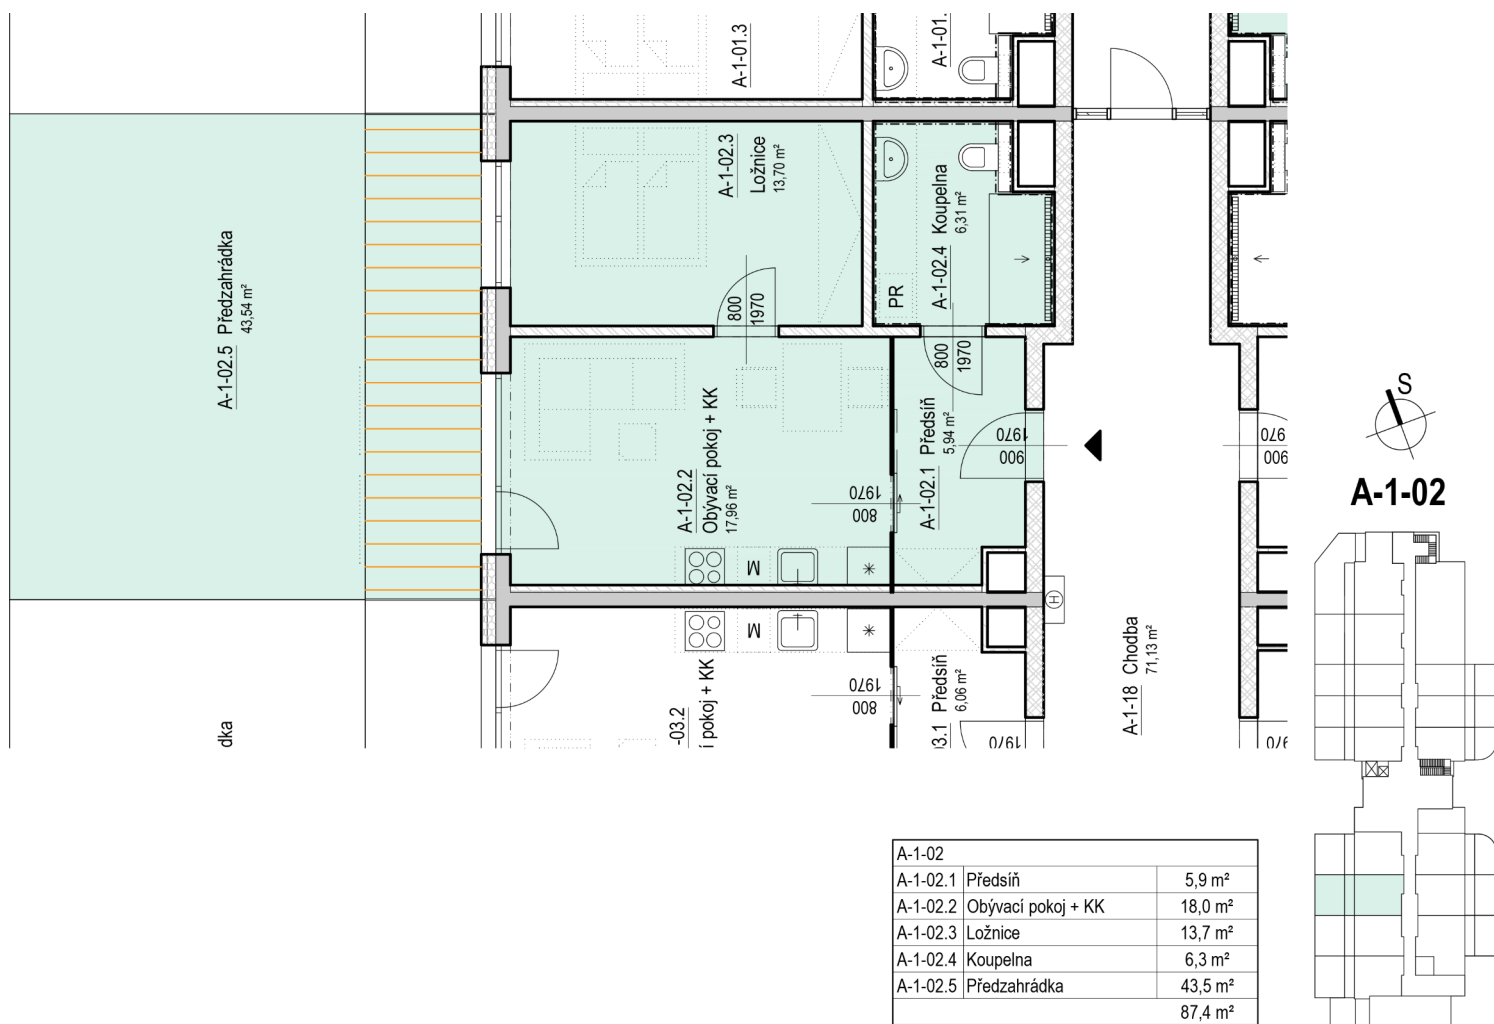 A-1-01.3
A-1-01.
A-1-02.3
Ložnice
13,70 m²
A-1-02.4 Koupelna
6,31 m²
PR
A-1-02.5 Předzahrádka
43,54 m²
800
1970
800
1970
A-1-02.2
Obývací pokoj + KK
17,96 m²
A-1-02.1 Předsíň
5,94 m²
1970
900
1970
800
M
H
M
1970
800
-03.2
í pokoj + KK
3.1 Předsíň
6,06 m²
A-1-18 Chodba
71,13 m²
dka
S
A-1-02
A-1-02
A-1-02.1 Předsíň 5,9 m²
A-1-02.2 Obývací pokoj + KK 18,0 m²
A-1-02.3 Ložnice 13,7 m²
A-1-02.4 Koupelna 6,3 m²
A-1-02.5 Předzahrádka 43,5 m²
87,4 m²